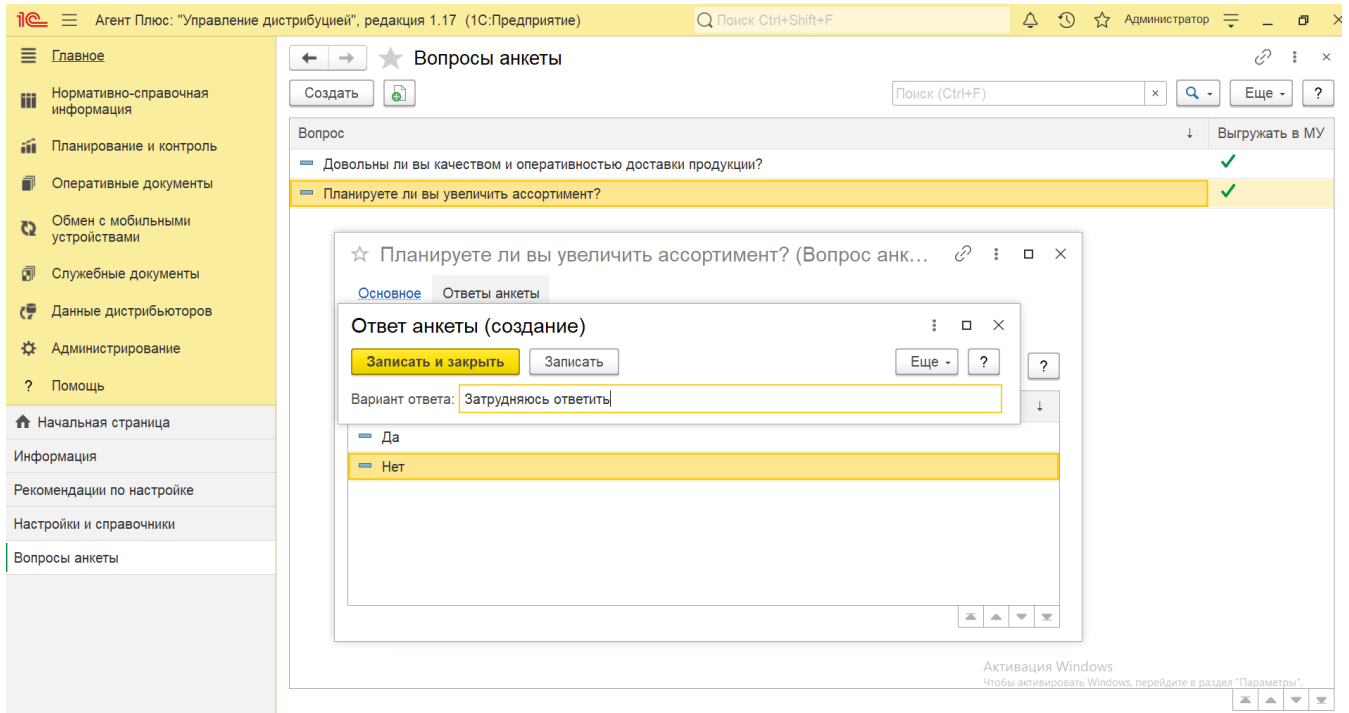 1С Агент Плюс: "Управление дистрибуцией", редакция 1.17 (1С:Предприятие) Поиск Ctrl+Shift+F Администратор
Главное
Нормативно-справочная
информация
Планирование и контроль
Оперативные документы
Обмен с мобильными
устройствами
Служебные документы
Данные дистрибьюторов
Администрирование
? Помощь
Начальная страница
Информация
Рекомендации по настройке
Настройки и справочники
Вопросы анкеты
Вопросы анкеты
Создать Поиск (Ctrl+F) × Еще ?
Вопрос ↓ Выгружать в МУ
Довольны ли вы качеством и оперативностью доставки продукции?
Планируете ли вы увеличить ассортимент?
Планируете ли вы увеличить ассортимент? (Вопрос анк...
Основное Ответы анкеты
Ответ анкеты (создание)
Записать и закрыть Записать Еще ?
?
Вариант ответа: Затрудняюсь ответить
↓
Да
Нет
Активация Windows
Чтобы активировать Windows, перейдите в раздел "Параметры".